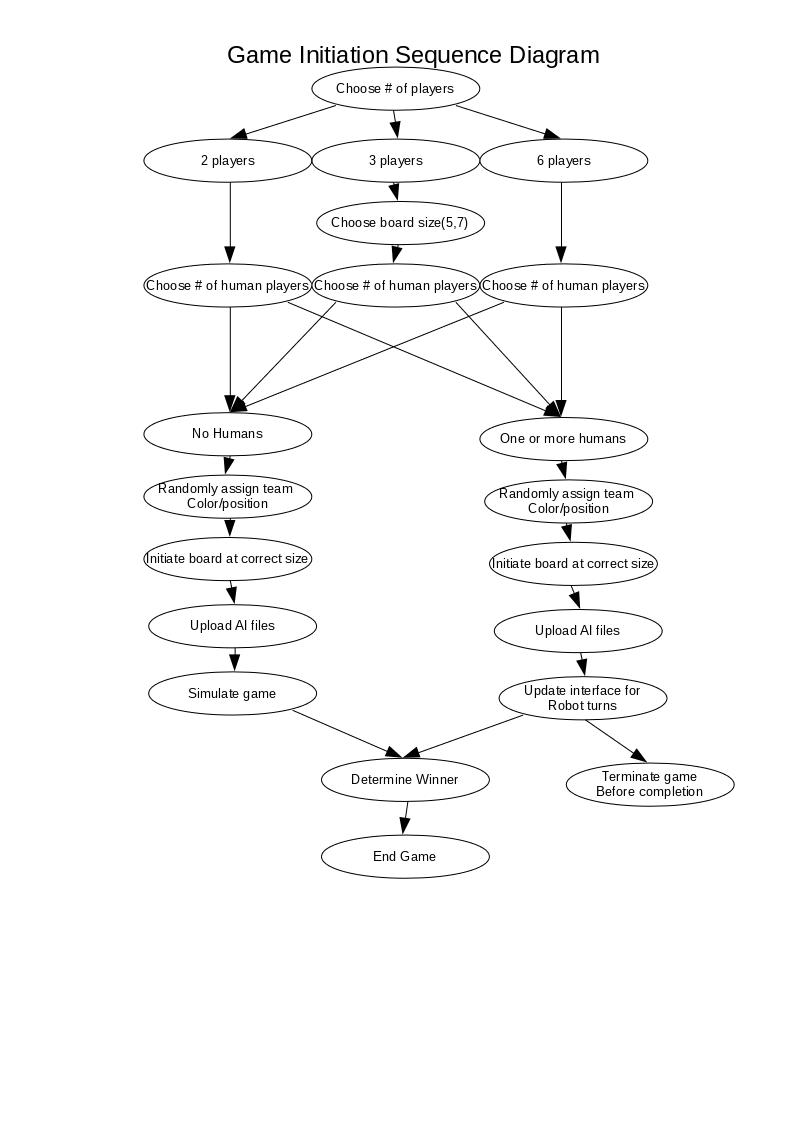 Game Initiation Sequence Diagram
Choose # of players
2 players
3 players
6 players
Choose board size(5,7)
Choose # of human players
Choose # of human players
Choose # of human players
No Humans
One or more humans
Randomly assign team
Color/position
Randomly assign team
Color/position
Initiate board at correct size
Initiate board at correct size
Upload AI files
Upload AI files
Simulate game
Update interface for
Robot turns
Determine Winner
Terminate game
Before completion
End Game